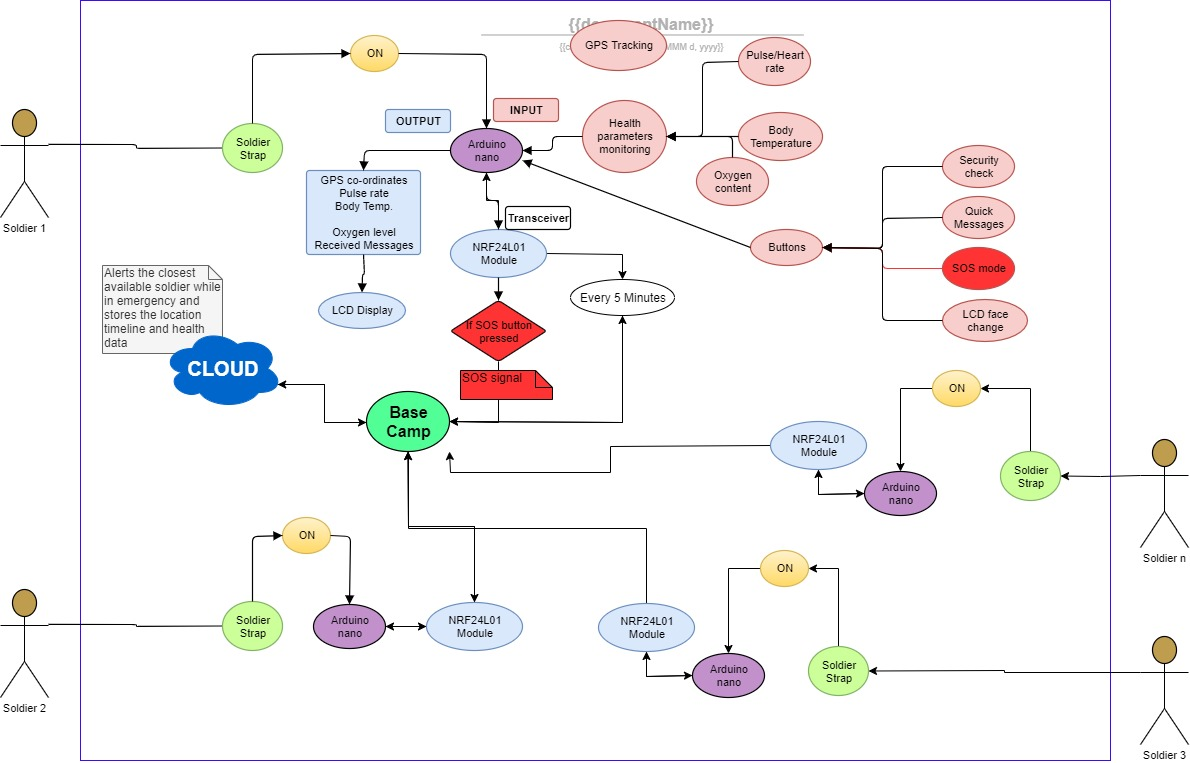 {{d
ntName}}
{{c
MMM d, yyyy}}
GPS Tracking
ON
Pulse/Heart
rate
INPUT
OUTPUT
Health
parameters
monitoring
Body
Temperature
Soldier
Strap
Arduino
nano
Oxygen
content
Security
check
GPS co-ordinates
Pulse rate
Body Temp.
Oxygen level
Received Messages
Transceiver
Quick
Messages
Soldier 1
NRF24L01
Module
Buttons
SOS mode
Alerts the closest
available soldier while
in emergency and
stores the location
timeline and health
data
Every 5 Minutes
LCD Display
LCD face
change
If SOS button
pressed
CLOUD
SOS signal
Base
Camp
ON
NRF24L01
Module
Soldier
Strap
Arduino
nano
Soldier n
ON
ON
Soldier
Strap
Arduino
nano
NRF24L01
Module
NRF24L01
Module
Arduino
nano
Soldier
Strap
Soldier 2
Soldier 3